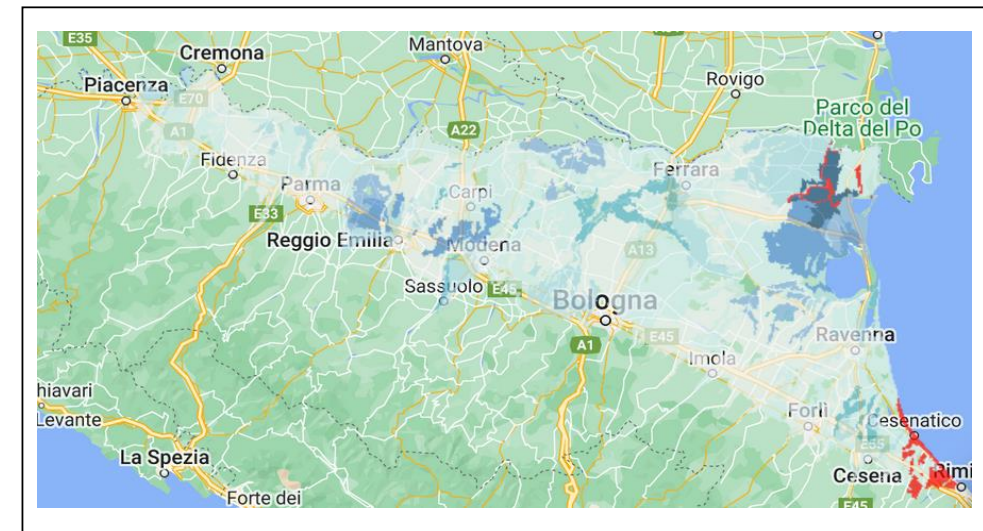 E35
Cremona
Mantova
Piacenza
E70
Rovigo
Parco del
Delta del Po
A1
A22
Fidenza
Ferrara
Parma
Carpi
E33
Reggio Emilia
Modena
A13
Sassuolo
E45
Bologna
A1
E45
Ravenna
Imola
hiavari
Levante
Forlì
Cesenatico
La Spezia
Cesena
Rimi
Forte dei
E45